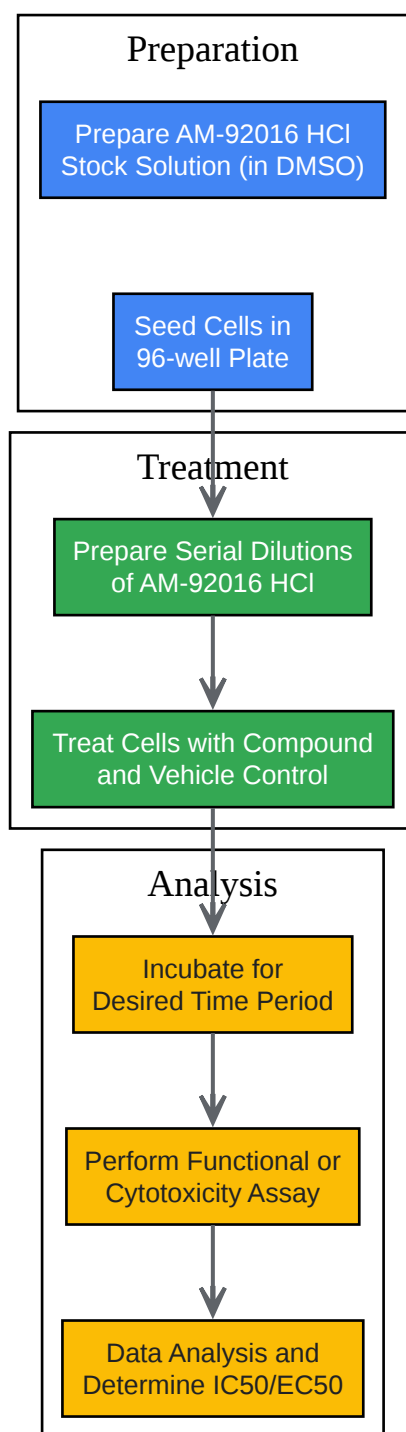 Preparation
Prepare AM-92016 HCl
Stock Solution (in DMSO)
Seed Cells in
96-well Plate
Treatment
Prepare Serial Dilutions
of AM-92016 HCl
Treat Cells with Compound
and Vehicle Control
Analysis
Incubate for
Desired Time Period
Perform Functional or
Cytotoxicity Assay
Data Analysis and
Determine IC50/EC50